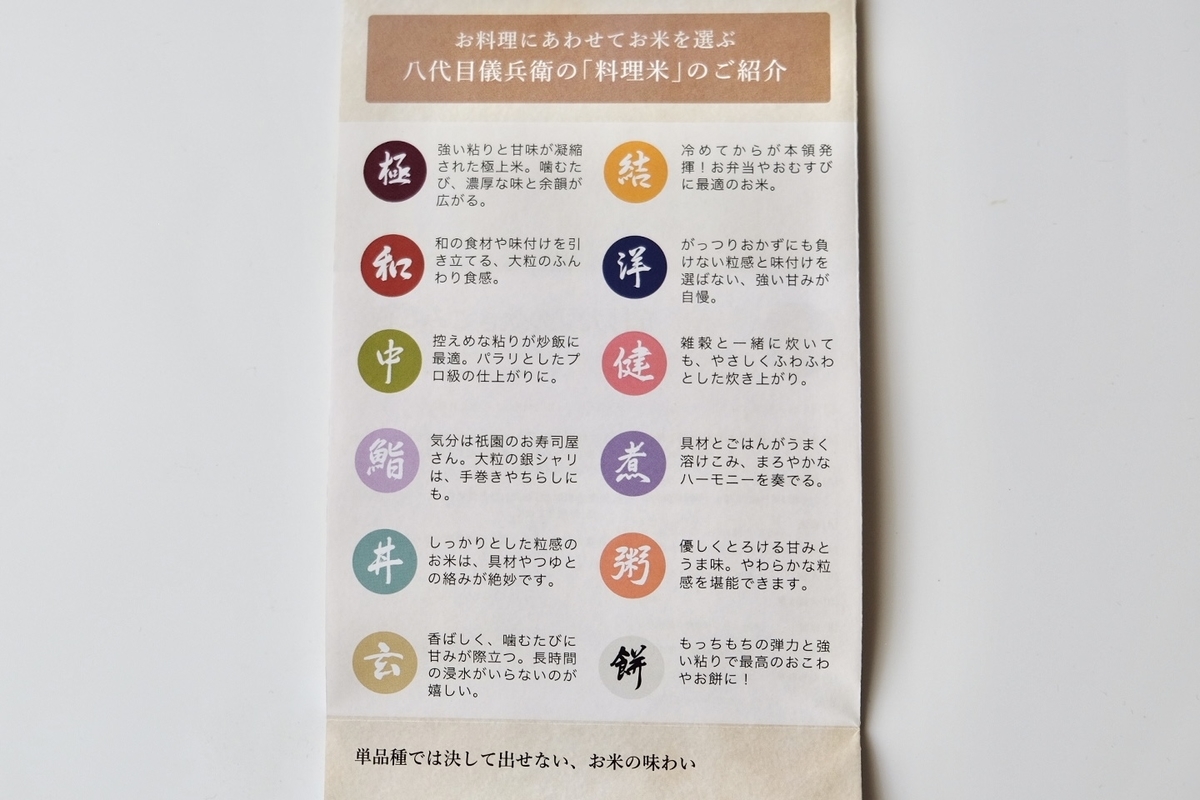 お料理にあわせてお米を選ぶ
八代目儀兵衛の「料理米」のご紹介
極
強い粘りと甘味が凝縮
された極上米。噛むた
び、濃厚な味と余韻が
広がる。
結
冷めてからが本領発
揮！お弁当やおむすび
に最適のお米。
和
和の食材や味付けを引
き立てる、大粒のふん
わり食感。
洋
がっつりおかずにも負
けない粒感と味付けを
選ばない、強い甘みが
自慢。
中
控えめな粘りが炒飯に
最適。パラリとしたプ
ロ級の仕上がりに。
健
雑穀と一緒に炊いて
も、やさしくふわふわ
とした炊き上がり。
鮨
気分は祇園のお寿司屋
さん。大粒の銀シャリ
は、手巻きやちらしに
も。
煮
具材とごはんがうまく
溶けこみ、まろやかな
ハーモニーを奏でる。
丼
しっかりとした粒感の
お米は、具材やつゆと
の絡みが絶妙です。
粥
優しくとろける甘みと
うま味。やわらかな粒
感を堪能できます。
玄
香ばしく、噛むたびに
甘みが際立つ。長時間
の浸水がいらないのが
嬉しい。
餅
もっちもちの弾力と強
い粘りで最高のおこわ
やお餅に！
単品種では決して出せない、お米の味わい